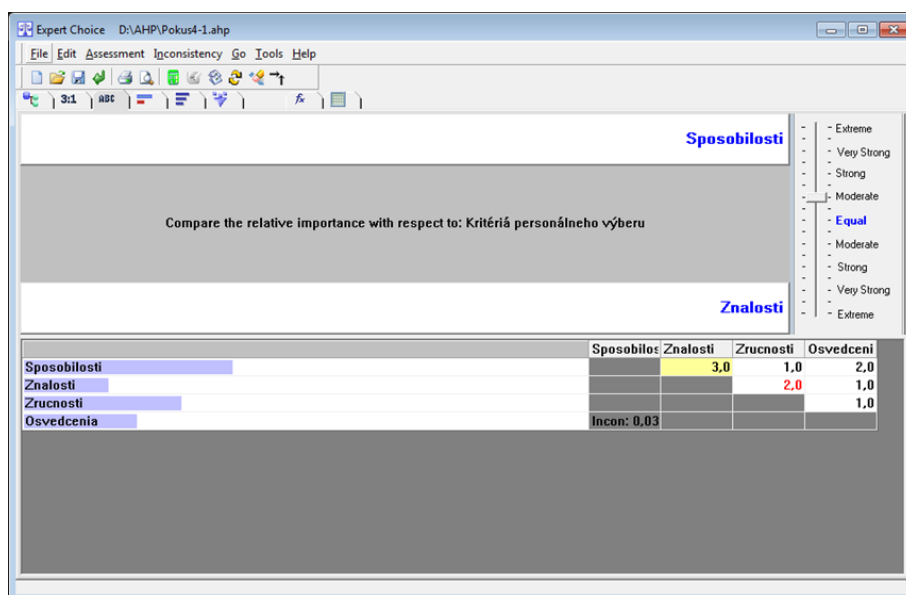 Expert Choice D:\AHP\Pokus4-1.ahp
File Edit Assessment Inconsistency Go Tools Help
3:1 ABC fx
Sposobilosti
Compare the relative importance with respect to: Kritériá personálneho výberu
Znalosti
Extreme
Very Strong
Strong
Moderate
Equal
Moderate
Strong
Very Strong
Extreme
Sposobilos Znalosti Zrucnosti Osvedceni
Sposobilosti 3,0 1,0 2,0
Znalosti 2,0 1,0
Zrucnosti 1,0
Osvedcenia Incon: 0,03